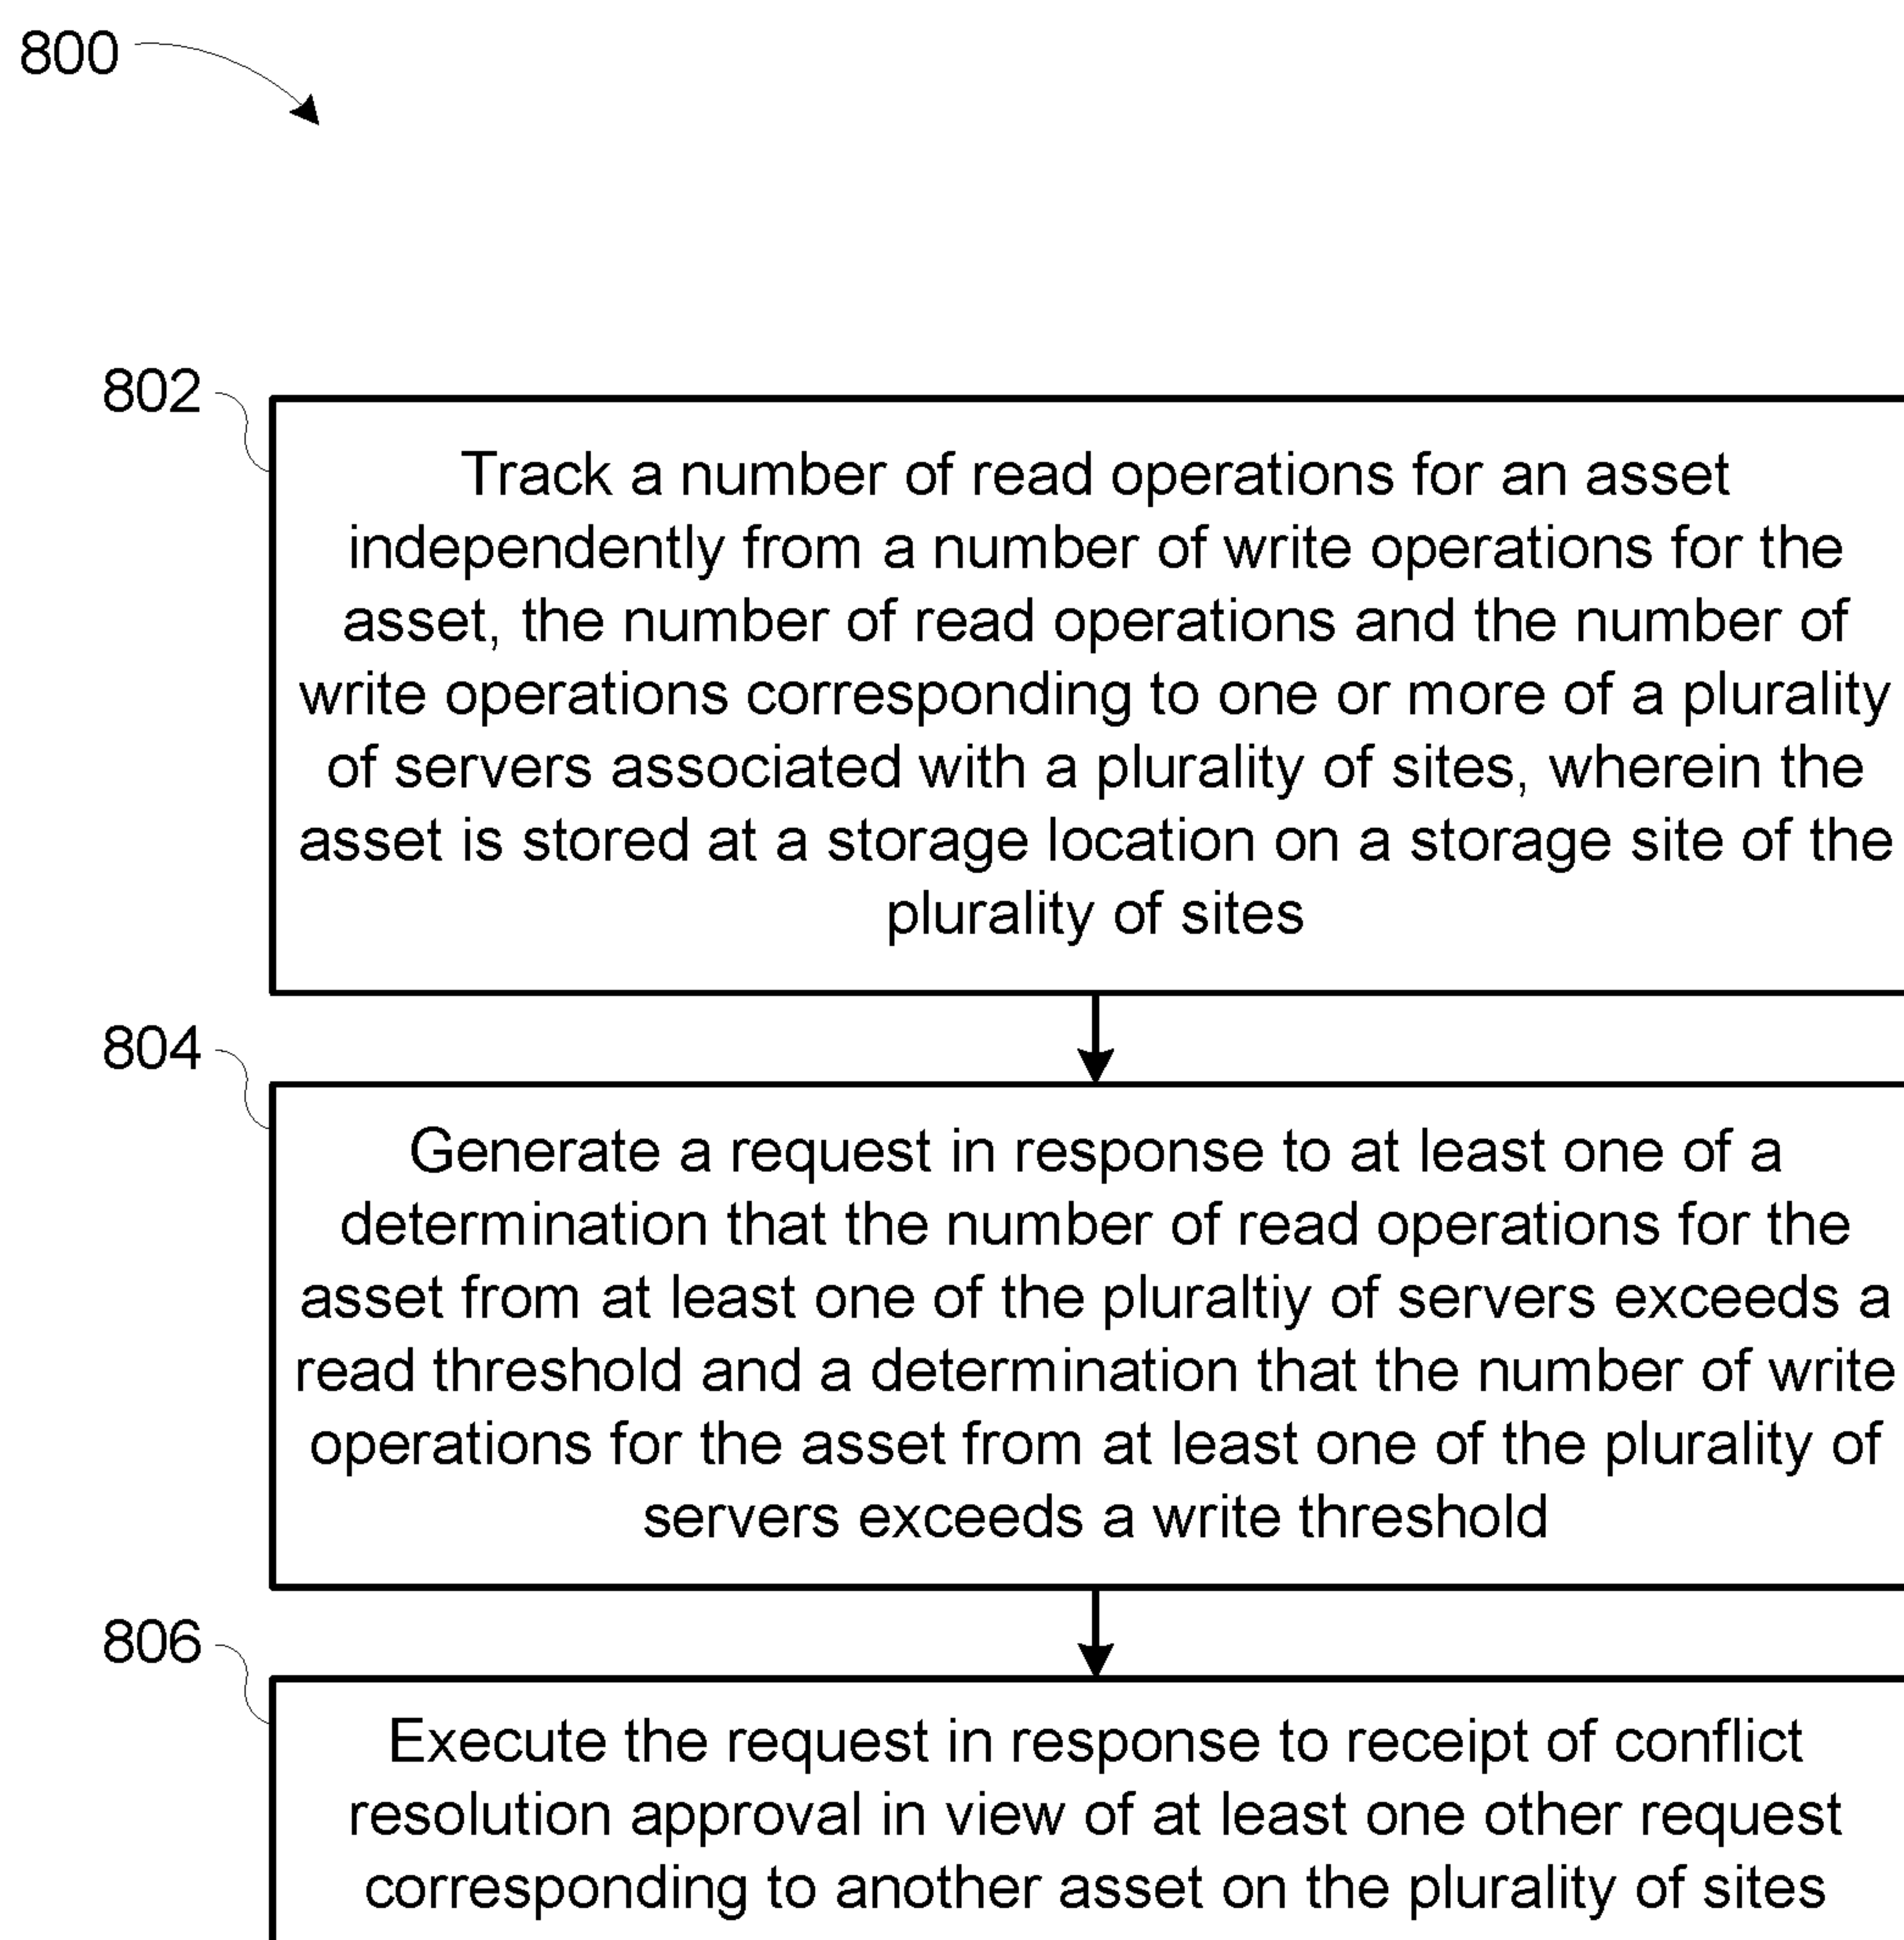 800
802
Track a number of read operations for an asset
independently from a number of write operations for the
asset, the number of read operations and the number of
write operations corresponding to one or more of a plurality
of servers associated with a plurality of sites, wherein the
asset is stored at a storage location on a storage site of the
plurality of sites
804
Generate a request in response to at least one of a
determination that the number of read operations for the
asset from at least one of the pluraltiy of servers exceeds a
read threshold and a determination that the number of write
operations for the asset from at least one of the plurality of
servers exceeds a write threshold
806
Execute the request in response to receipt of conflict
resolution approval in view of at least one other request
corresponding to another asset on the plurality of sites